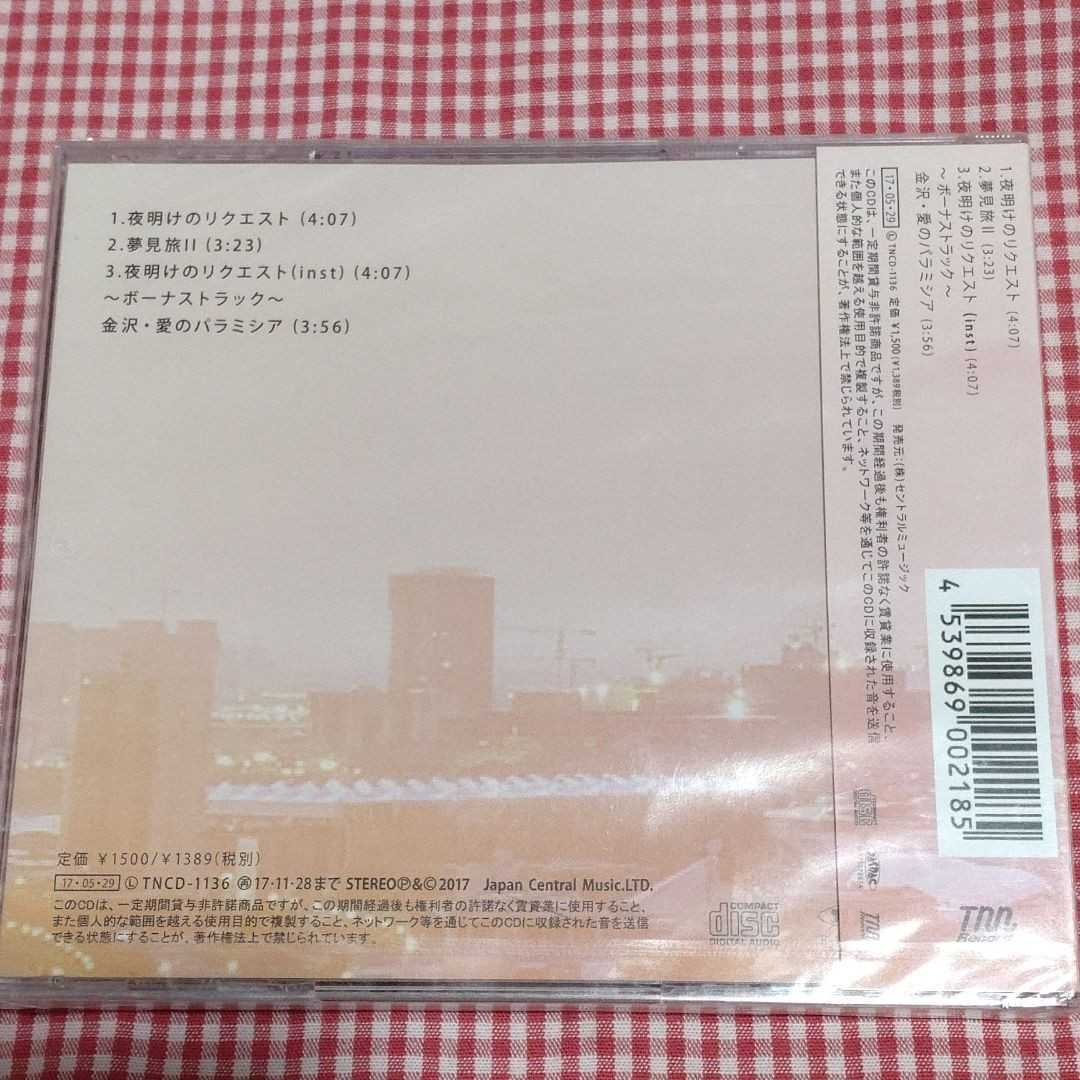 1.夜明けのリクエスト (4:07)
2.夢見旅II (3:23)
3.夜明けのリクエスト(inst) (4:07)
〜ボーナストラック〜
金沢・愛のパラミシア (3:56)
定価 ¥1500/¥1389(税別)
17・05・29 Ⓛ TNCD-1136 ㋫17・11・28まで STEREO Ⓟ&© 2017 Japan Central Music.LTD.
このCDは、一定期間貸与非許諾商品ですが、この期間経過後も権利者の許諾なく賃貸業に使用すること、
また個人的な範囲を越える使用目的で複製すること、ネットワーク等を通じてこのCDに収録された音を送信
できる状態にすることが、著作権法上で禁じられています。
COMPACT
disc
DIGITAL AUDIO
1.夜明けのリクエスト (4:07)
2.夢見旅II (3:23)
3.夜明けのリクエスト (inst) (4:07)
〜ボーナストラック〜
金沢・愛のパラミシア (3:56)
17・05・29 Ⓛ TNCD-1136 定価 ¥1,500(¥1,389税別) 発売元:(株)セントラルミュージック
このCDは、一定期間貸与非許諾商品ですが、この期間経過後も権利者の許諾なく賃貸業に使用すること、
また個人的な範囲を越える使用目的で複製すること、ネットワーク等を通じてこのCDに収録された音を送信
できる状態にすることが、著作権法上で禁じられています。
4 539869 002185
disc
JASRAC
TNN
TNN
Record